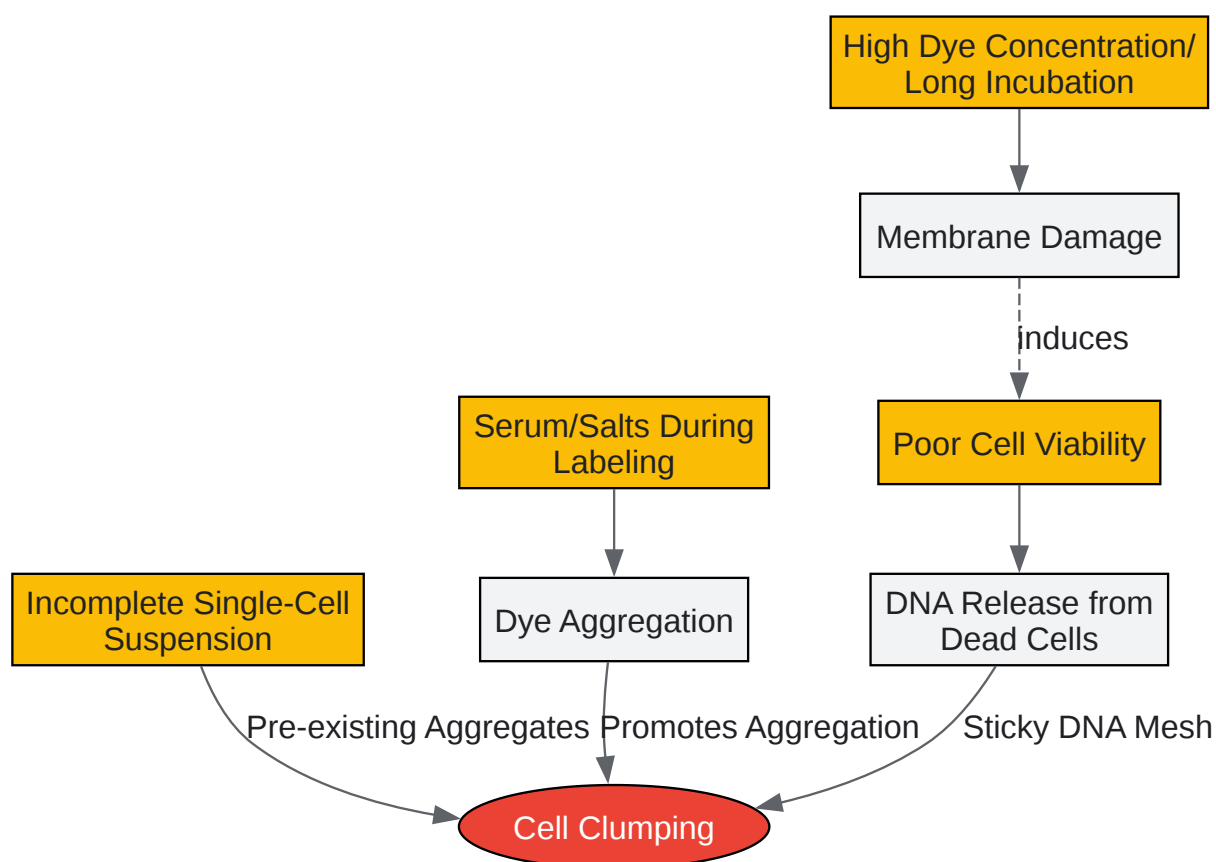 High Dye Concentration/
Long Incubation
Membrane Damage
induces
Serum/Salts During
Labeling
Poor Cell Viability
Incomplete Single-Cell
Suspension
Dye Aggregation
DNA Release from
Dead Cells
Pre-existing Aggregates
Promotes Aggregation
Sticky DNA Mesh
Cell Clumping